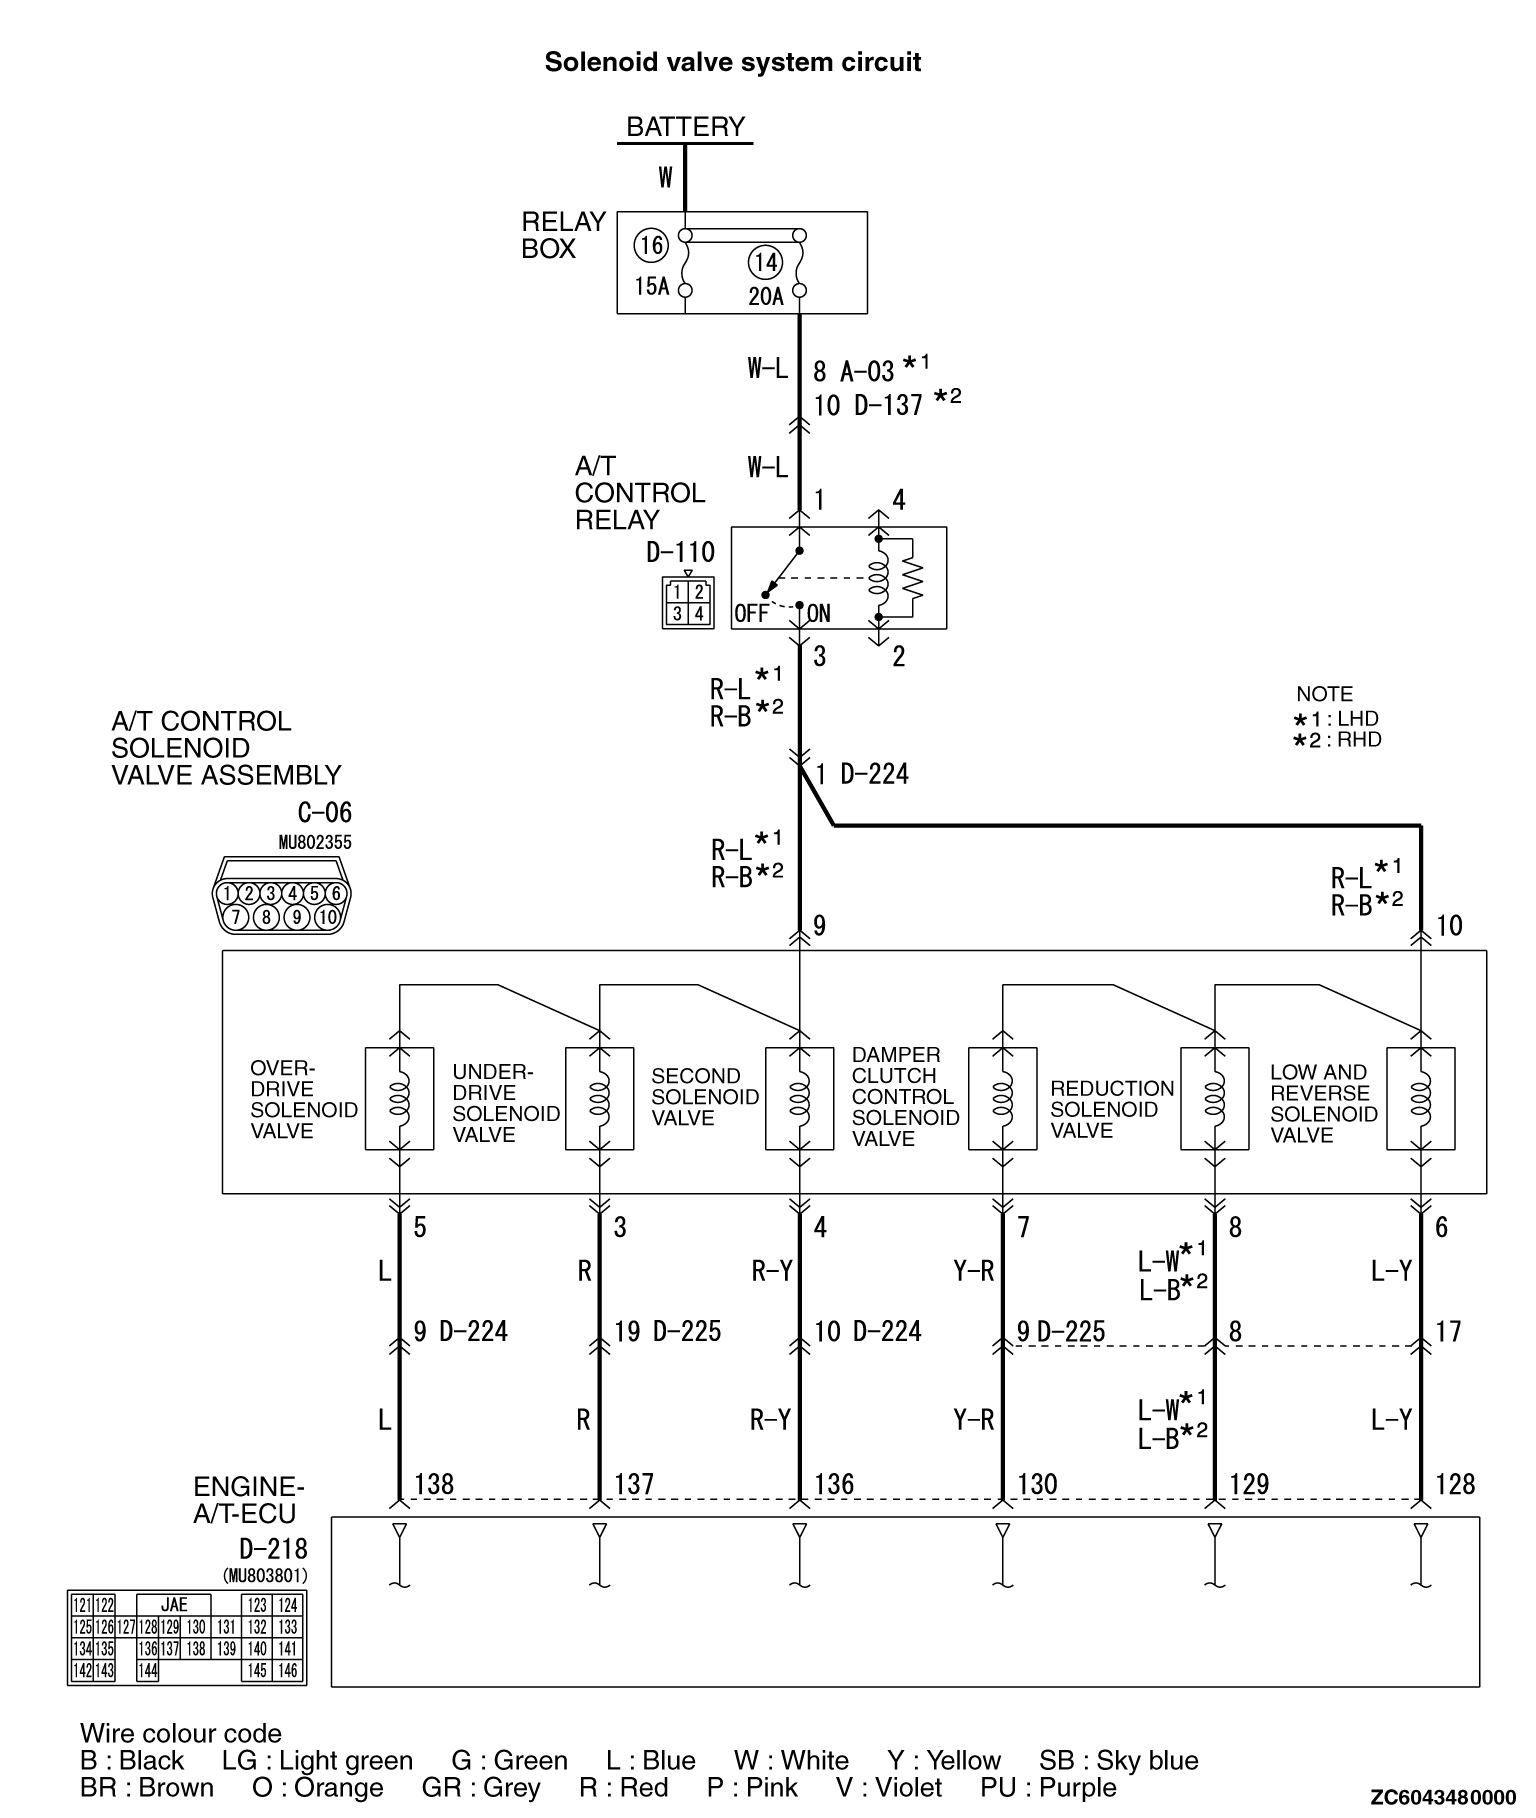 Solenoid valve system circuit
BATTERY
W
RELAY
BOX
16
15A
14
20A
W-L
8 A-03 *1
10 D-137 *2
W-L
A/T
CONTROL
RELAY
D-110
1 2
3 4
1
4
OFF
ON
3
2
R-L *1
R-B *2
NOTE
*1 : LHD
*2 : RHD
A/T CONTROL
SOLENOID
VALVE ASSEMBLY
C-06
MU802355
1 2 3 4 5 6
7 8 9 10
1 D-224
R-L *1
R-B *2
R-L *1
R-B *2
9
10
OVER-
DRIVE
SOLENOID
VALVE
UNDER-
DRIVE
SOLENOID
VALVE
SECOND
SOLENOID
VALVE
DAMPER
CLUTCH
CONTROL
SOLENOID
VALVE
REDUCTION
SOLENOID
VALVE
LOW AND
REVERSE
SOLENOID
VALVE
5 3 4 7 8 6
L R R-Y Y-R L-W *1 L-Y
L-B *2
9 D-224 19 D-225 10 D-224 9 D-225 8 17
L R R-Y Y-R L-W *1 L-Y
L-B *2
138 137 136 130 129 128
ENGINE-
A/T-ECU
D-218
(MU803801)
121 122 JAE 123 124
125 126 127 128 129 130 131 132 133
134 135 136 137 138 139 140 141
142 143 144 145 146
Wire colour code
B : Black LG : Light green G : Green L : Blue W : White Y : Yellow SB : Sky blue
BR : Brown O : Orange GR : Grey R : Red P : Pink V : Violet PU : Purple
ZC6043480000